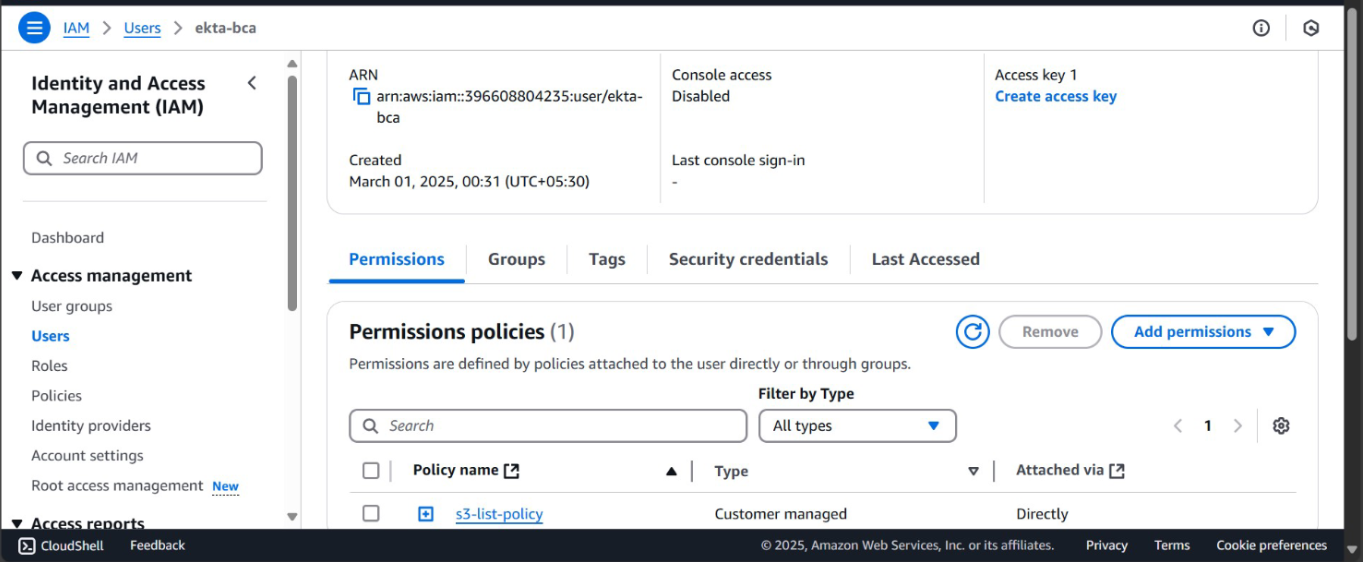 IAM > Users > ekta-bca
Identity and Access
Management (IAM)
Search IAM
Dashboard
Access management
User groups
Users
Roles
Policies
Identity providers
Account settings
Root access management New
Access reports
ARN
arn:aws:iam::396608804235:user/ekta-
bca
Created
March 01, 2025, 00:31 (UTC+05:30)
Console access
Disabled
Last console sign-in
-
Access key 1
Create access key
Permissions Groups Tags Security credentials Last Accessed
Permissions policies (1)
Remove Add permissions
Permissions are defined by policies attached to the user directly or through groups.
Filter by Type
Search All types 1
Policy name Type Attached via
s3-list-policy Customer managed Directly
CloudShell Feedback © 2025, Amazon Web Services, Inc. or its affiliates. Privacy Terms Cookie preferences